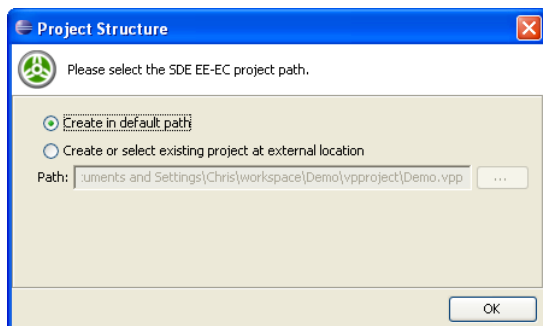 Project Structure
Please select the SDE EE-EC project path.
Create in default path
Create or select existing project at external location
Path: :uments and Settings\Chris\workspace\Demo\vpproject\Demo.vpp ...
OK